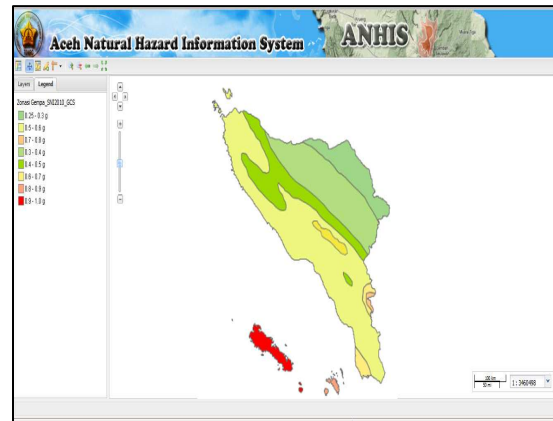 Aceh Natural Hazard Information System
ANHIS
Layers Legend
Zonasi Gempa_SNI2010_GCS
0.25 - 0.3 g
0.5 - 0.6 g
0.7 - 0.8 g
0.3 - 0.4 g
0.4 - 0.5 g
0.6 - 0.7 g
0.8 - 0.9 g
0.9 - 1.0 g
100 km
50 mi
1 : 3460498